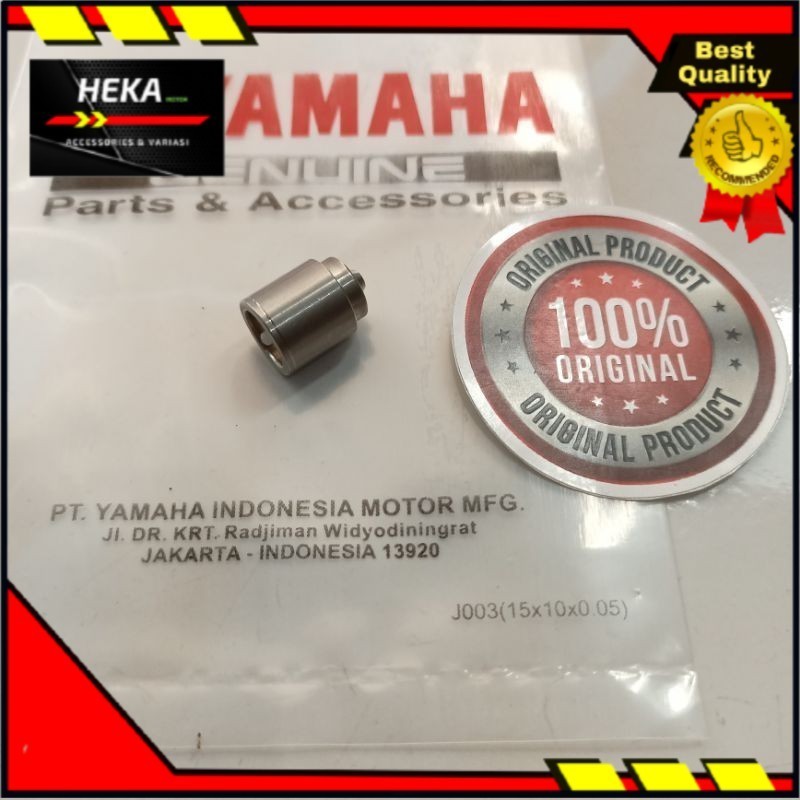 HEKA
MOTOR
ACCESSORIES & VARIASI
YAMAHA
GENUINE
Parts & Accessories
Best
Quality
RECOMMENDED
ORIGINAL PRODUCT
100%
ORIGINAL
ORIGINAL PRODUCT
PT. YAMAHA INDONESIA MOTOR MFG.
Jl. DR. KRT. Radjiman Widyodiningrat
JAKARTA - INDONESIA 13920
J003(15x10x0.05)